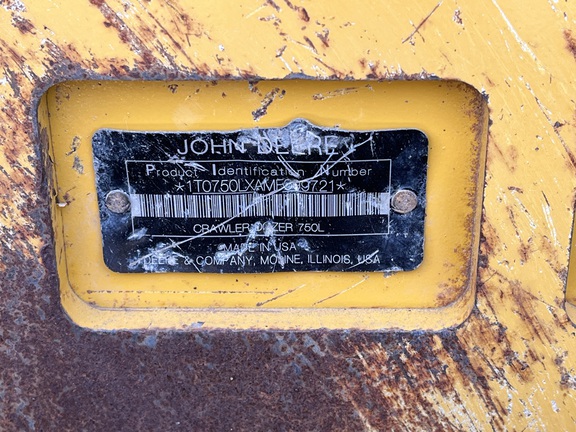 JOHN DEERE
Product Identification Number
CRAWLER DOZER 750L
MADE IN USA
DEERE & COMPANY, MOLINE, ILLINOIS, USA